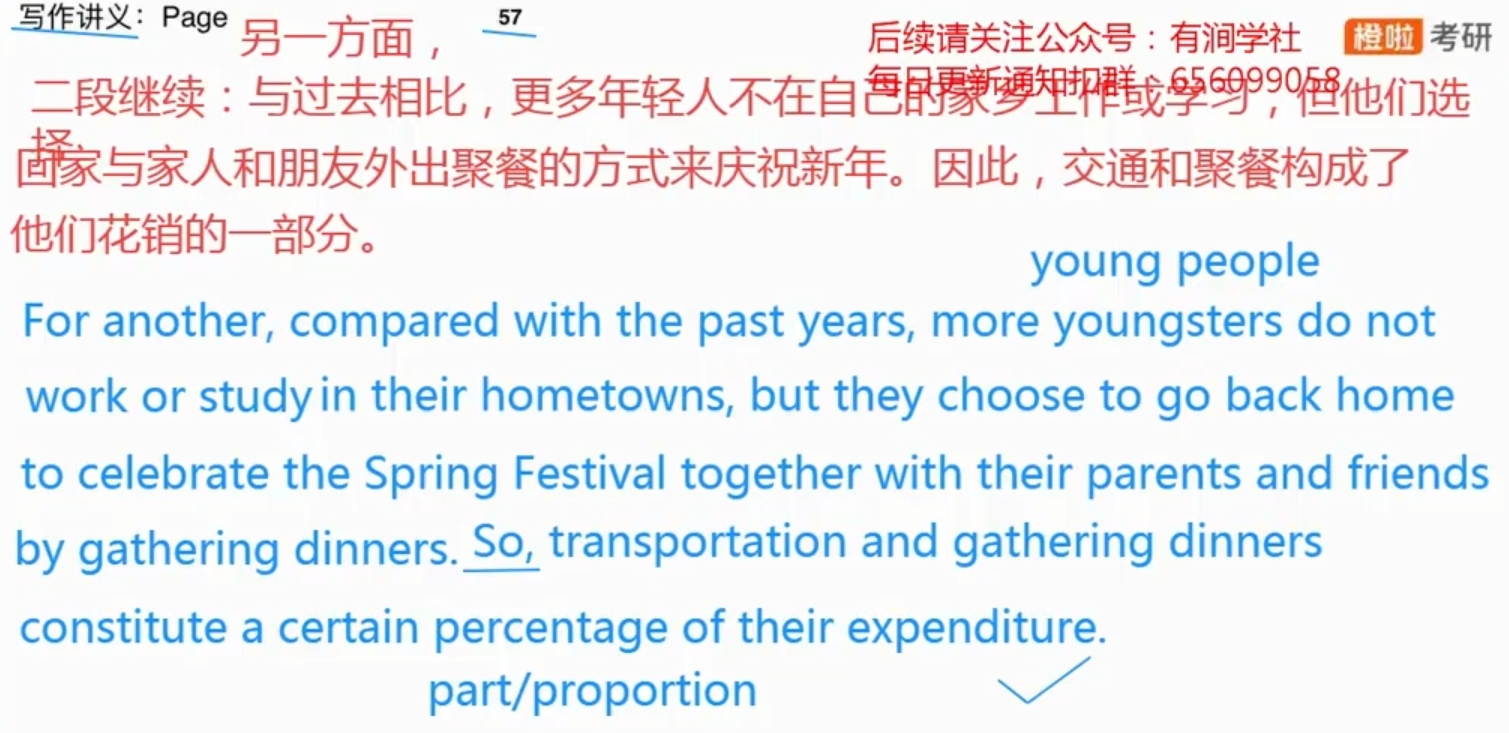 写作讲义：Page 57
另一方面，
后续请关注公众号：有涧学社
橙啦 考研
每日更新通知扣群：656099058
二段继续：与过去相比，更多年轻人不在自己的家乡工作或学习，但他们选
择
回家与家人和朋友外出聚餐的方式来庆祝新年。因此，交通和聚餐构成了
他们花销的一部分。
young people
For another, compared with the past years, more youngsters do not
work or study in their hometowns, but they choose to go back home
to celebrate the Spring Festival together with their parents and friends
by gathering dinners. So, transportation and gathering dinners
constitute a certain percentage of their expenditure.
part/proportion